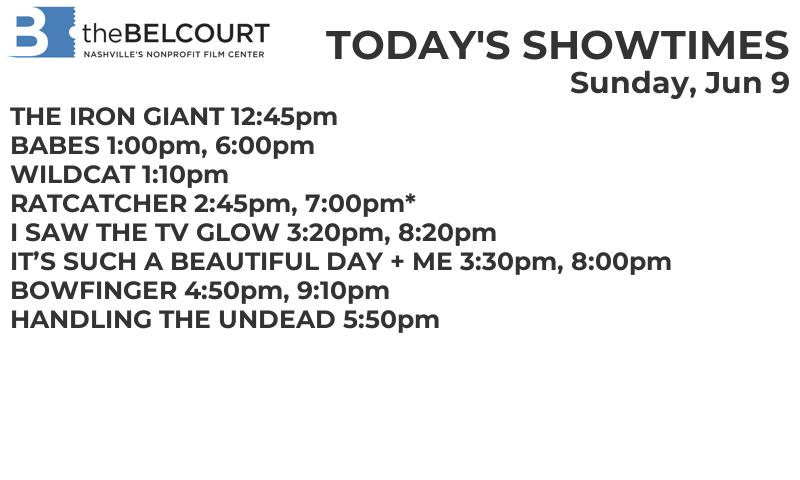 B theBELCOURT
NASHVILLE'S NONPROFIT FILM CENTER
TODAY'S SHOWTIMES
Sunday, Jun 9
THE IRON GIANT 12:45pm
BABES 1:00pm, 6:00pm
WILDCAT 1:10pm
RATCATCHER 2:45pm, 7:00pm*
I SAW THE TV GLOW 3:20pm, 8:20pm
IT’S SUCH A BEAUTIFUL DAY + ME 3:30pm, 8:00pm
BOWFINGER 4:50pm, 9:10pm
HANDLING THE UNDEAD 5:50pm